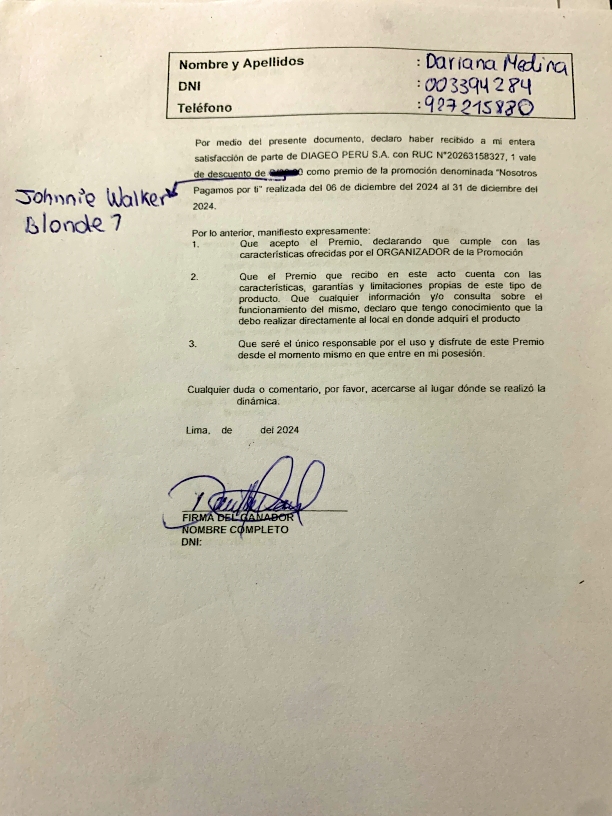 Nombre y Apellidos : Dariana Medina
DNI : 003394284
Teléfono : 927215880
Por medio del presente documento, declaro haber recibido a mi entera
satisfacción de parte de DIAGEO PERU S.A. con RUC N°20263158327, 1 vale
de descuento de como premio de la promoción denominada "Nosotros
Pagamos por ti" realizada del 06 de diciembre del 2024 al 31 de diciembre del
2024.
Johnnie Walker
Blonde 7
Por lo anterior, manifiesto expresamente:
1. Que acepto el Premio, declarando que cumple con las
características ofrecidas por el ORGANIZADOR de la Promoción
2. Que el Premio que recibo en este acto cuenta con las
características, garantías y limitaciones propias de este tipo de
producto. Que cualquier información y/o consulta sobre el
funcionamiento del mismo, declaro que tengo conocimiento que la
debo realizar directamente al local en donde adquirí el producto
3. Que seré el único responsable por el uso y disfrute de este Premio
desde el momento mismo en que entre en mi posesión.
Cualquier duda o comentario, por favor, acercarse al lugar dónde se realizó la
dinámica.
Lima, de del 2024
FIRMA DEL GANADOR
NOMBRE COMPLETO
DNI: